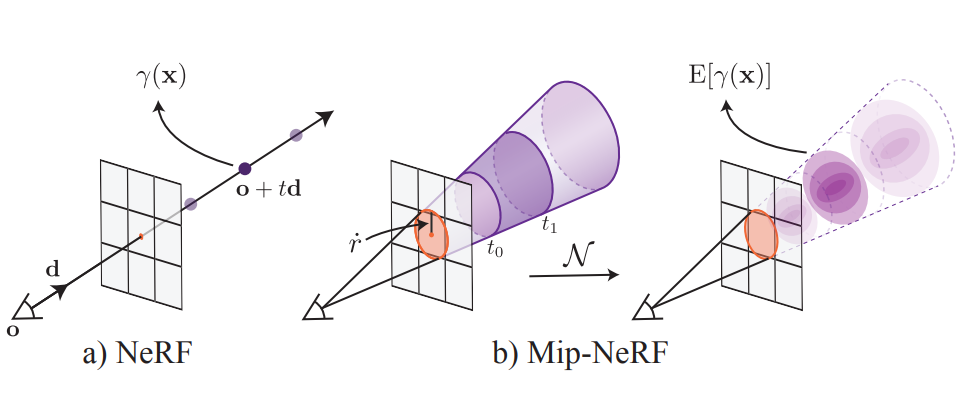 γ(x)
o + td
d
o
a) NeRF
ṙ
t₀
t₁
𝒩
E[γ(x)]
b) Mip-NeRF